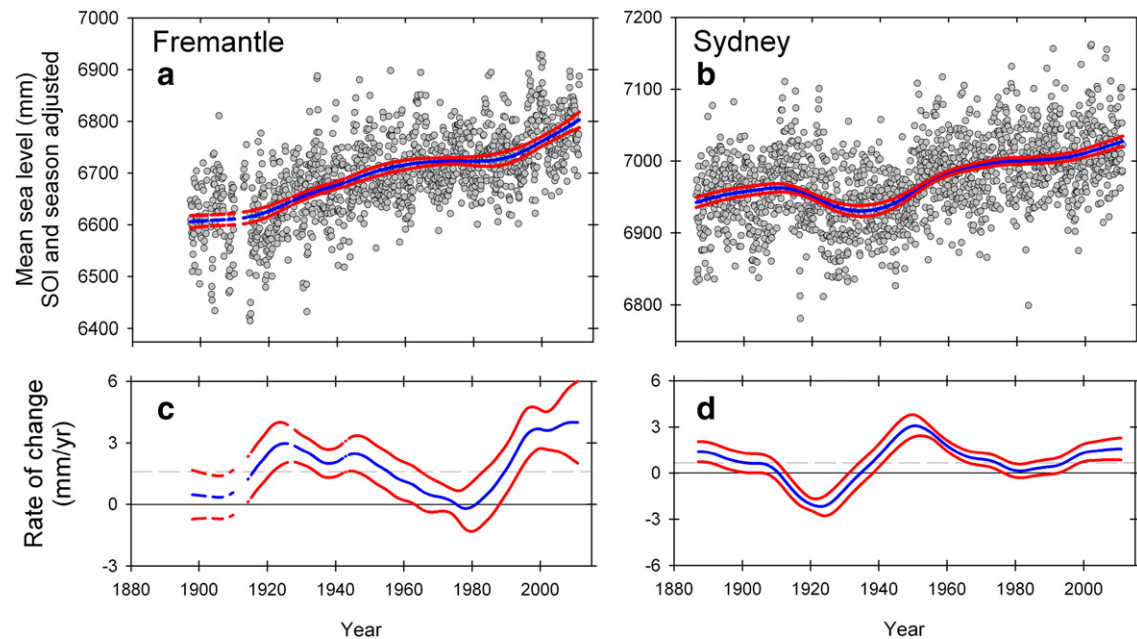 Mean sea level (mm)
SOI and season adjusted
Fremantle
a
7000
6900
6800
6700
6600
6500
6400
Sydney
b
7200
7100
7000
6900
6800
Rate of change
(mm/yr)
c
6
3
0
-3
1880 1900 1920 1940 1960 1980 2000
Year
d
6
3
0
-3
-6
1880 1900 1920 1940 1960 1980 2000
Year